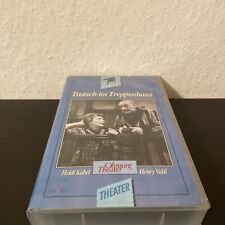 Tratsch im Treppenhaus
Heidi Kabel
Ohnsorg
Theater
Henry Vahl
THEATER